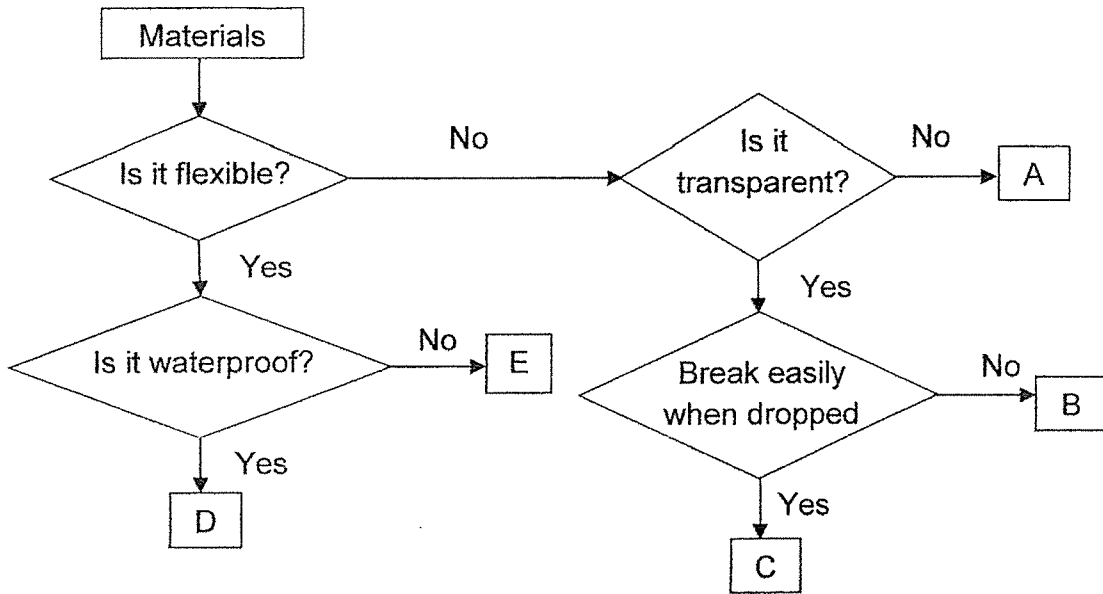 Materials
Is it flexible?
No
Is it
transparent?
No
A
Yes
Yes
Is it waterproof?
No
E
Break easily
when dropped
No
B
Yes
D
Yes
C